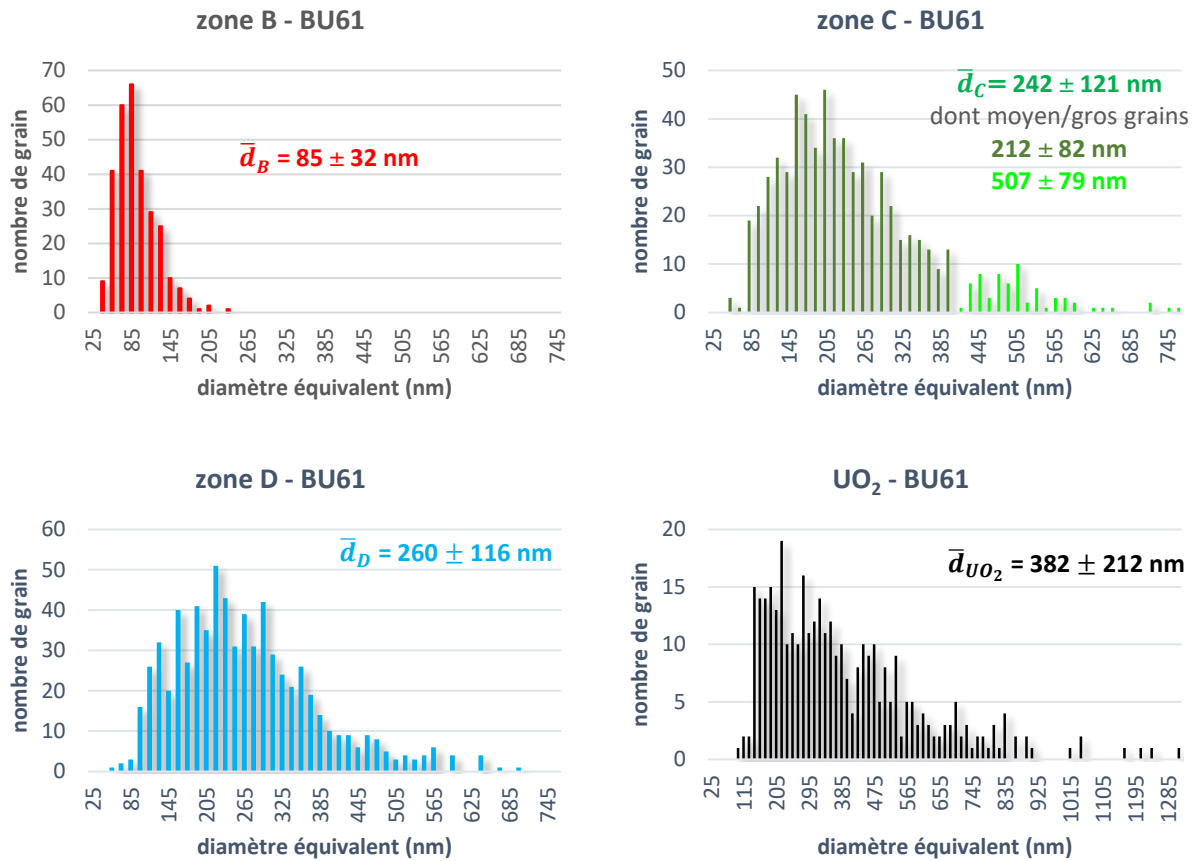 zone B - BU61
70
60
50
40
30
20
10
0
nombre de grain
d̅_B = 85 ± 32 nm
25 85 145 205 265 325 385 445 505 565 625 685 745
diamètre équivalent (nm)
zone C - BU61
50
40
30
20
10
0
nombre de grain
d̅_C = 242 ± 121 nm
dont moyen/gros grains
212 ± 82 nm
507 ± 79 nm
25 85 145 205 265 325 385 445 505 565 625 685 745
diamètre équivalent (nm)
zone D - BU61
60
50
40
30
20
10
0
nombre de grain
d̅_D = 260 ± 116 nm
25 85 145 205 265 325 385 445 505 565 625 685 745
diamètre équivalent (nm)
UO₂ - BU61
20
15
10
5
0
nombre de grain
d̅_UO₂ = 382 ± 212 nm
25 115 205 295 385 475 565 655 745 835 925 1015 1105 1195 1285
diamètre équivalent (nm)